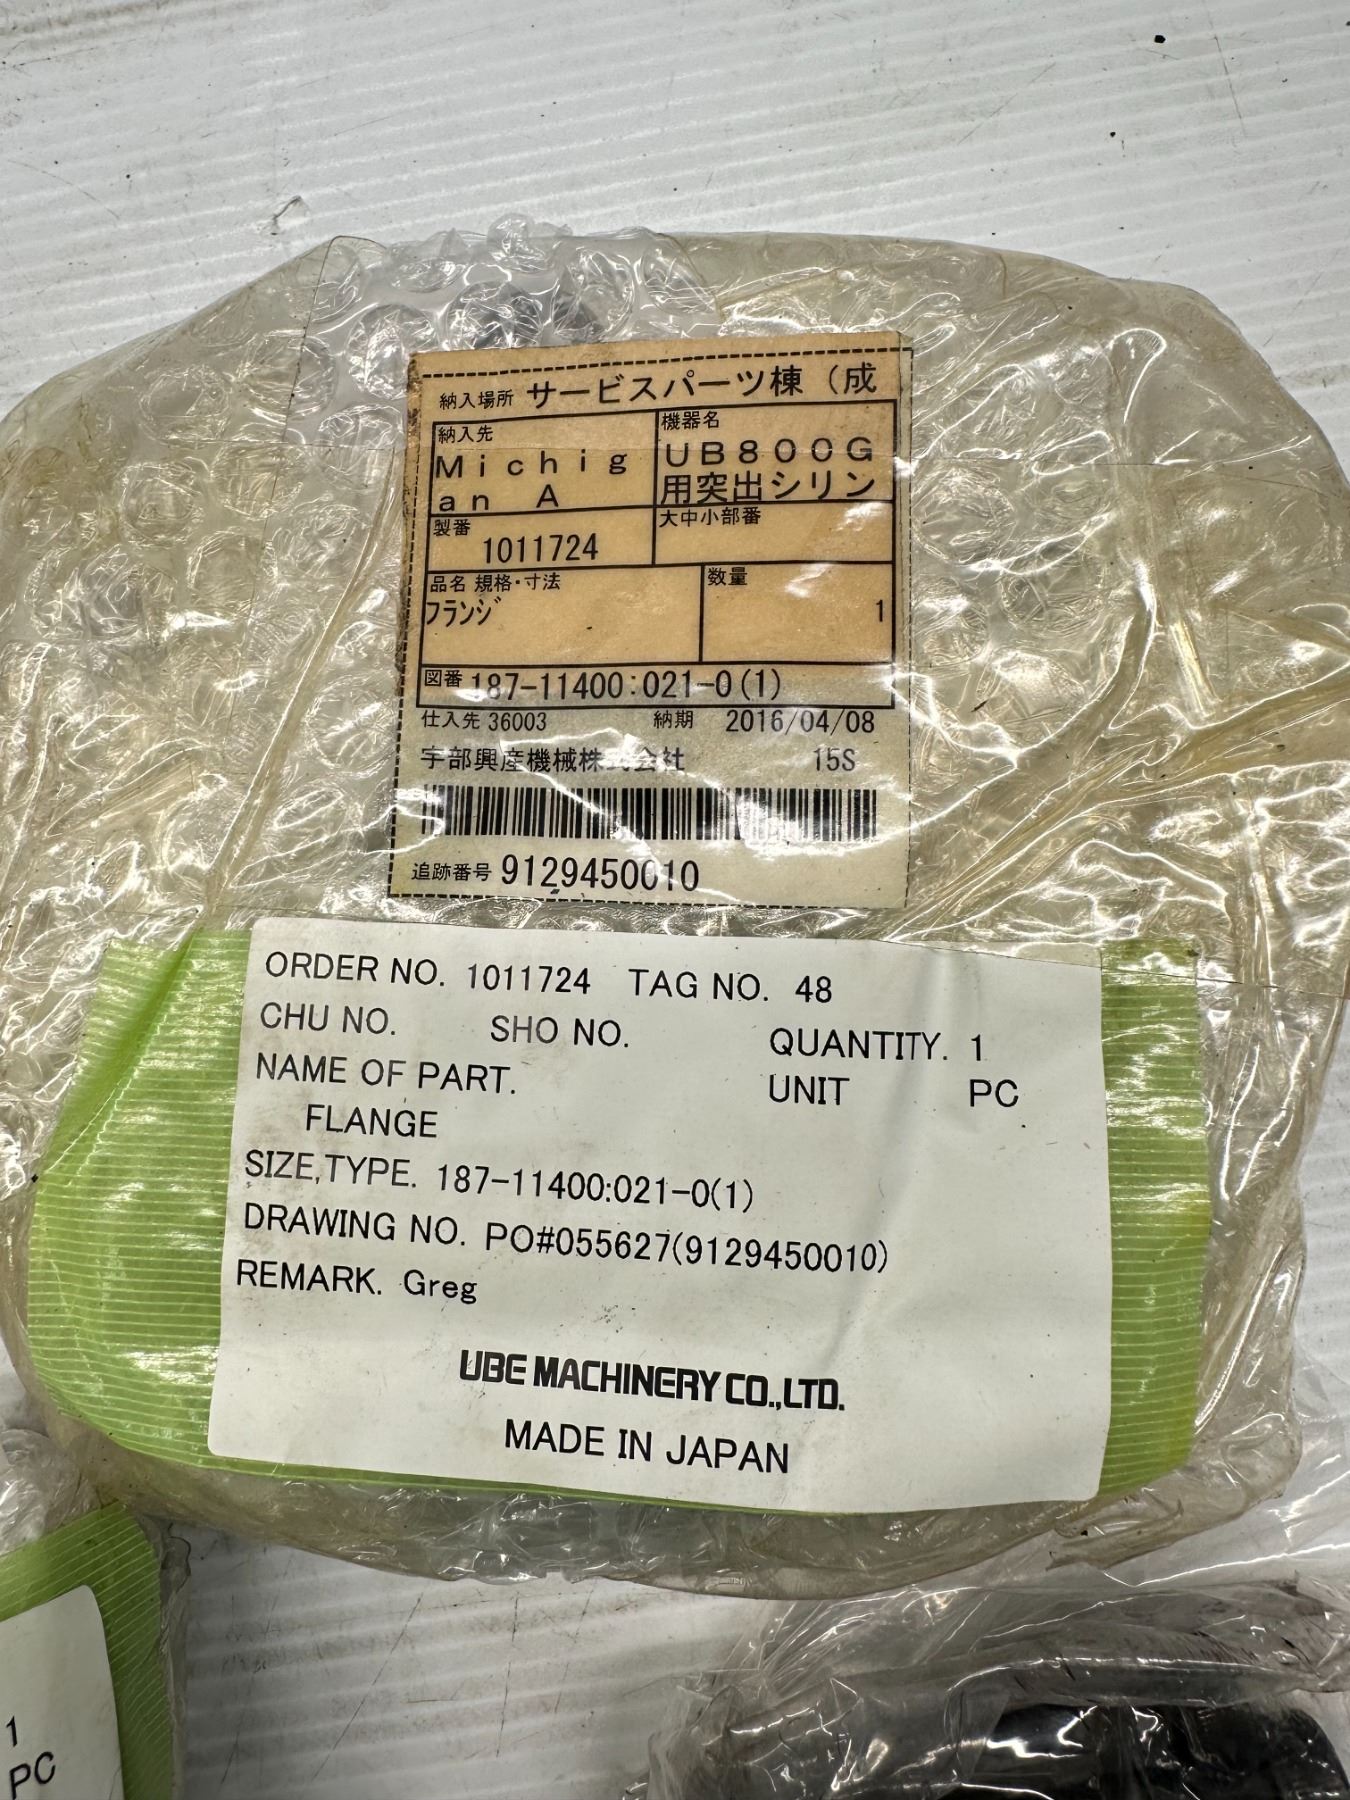 納入場所 サービスパーツ棟（成
納入先 機器名
Michig UB800G
an A 用突出シリン
製番 1011724 大中小部番
品名 規格・寸法 数量
フランジ 1
図番 187-11400:021-0(1)
仕入先 36003 納期 2016/04/08
宇部興産機械株式会社 15S
追跡番号 9129450010
ORDER NO. 1011724 TAG NO. 48
CHU NO. SHO NO. QUANTITY. 1
NAME OF PART. UNIT PC
FLANGE
SIZE,TYPE. 187-11400:021-0(1)
DRAWING NO. PO#055627(9129450010)
REMARK. Greg
UBE MACHINERY CO.,LTD.
MADE IN JAPAN
1
PC